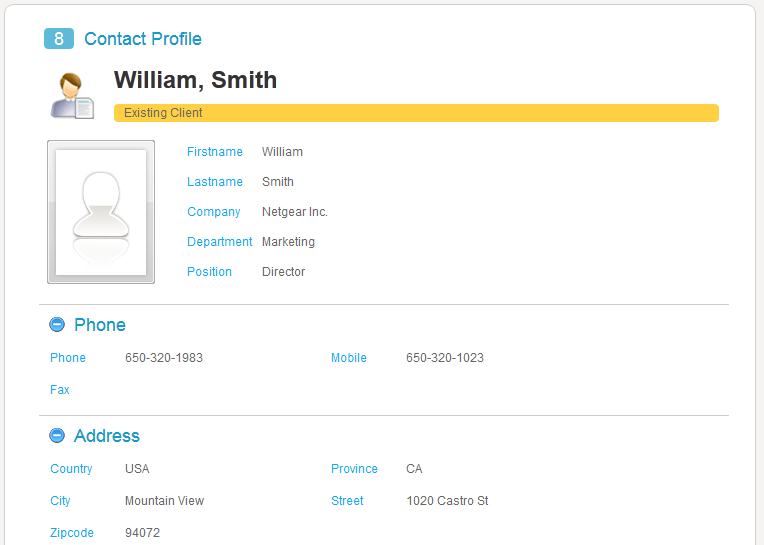 8 Contact Profile
William, Smith
Existing Client
Firstname William
Lastname Smith
Company Netgear Inc.
Department Marketing
Position Director
Phone
Phone 650-320-1983 Mobile 650-320-1023
Fax
Address
Country USA Province CA
City Mountain View Street 1020 Castro St
Zipcode 94072